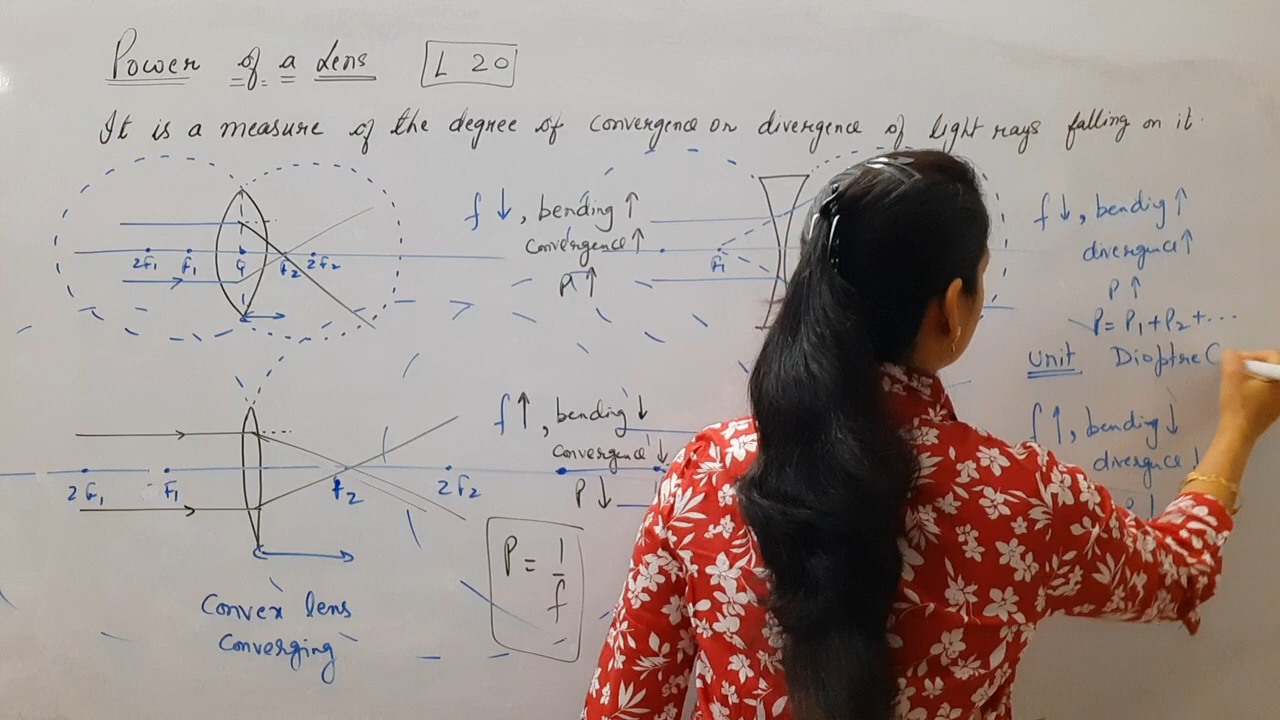 Power of a Lens L 20
It is a measure of the degree of convergence or divergence of light rays falling on it.
f ↓, bending ↑
Convergence ↑
P ↑
2F₁ F₁ F₂ 2F₂
F₁
f ↓, bending ↑
divergence ↑
P ↑
P = P₁ + P₂ + ...
Unit Dioptre (
f ↑, bending ↓
Convergence ↓
P ↓
2F₁ F₁ F₂ 2F₂
f ↑, bending ↓
divergence ↓
P = 1/f
Convex lens
Converging